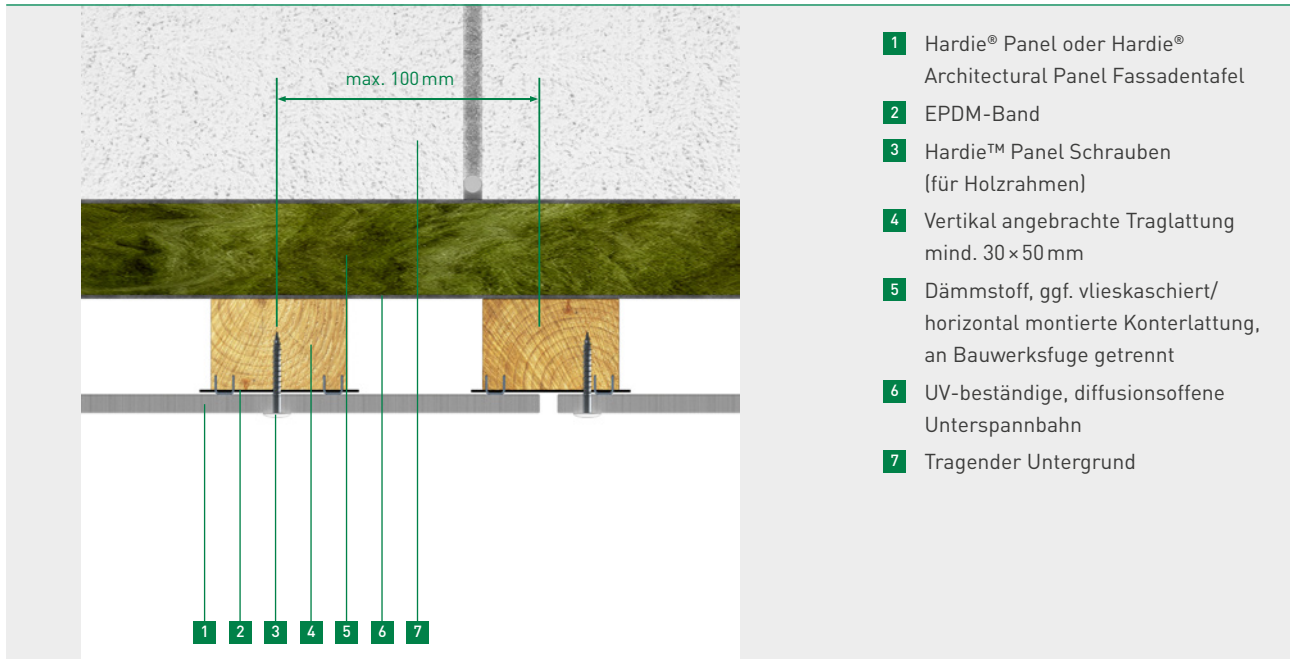 max. 100 mm
1 2 3 4 5 6 7
1 Hardie® Panel oder Hardie®
Architectural Panel Fassadentafel
2 EPDM-Band
3 Hardie™ Panel Schrauben
(für Holzrahmen)
4 Vertikal angebrachte Traglattung
mind. 30 × 50 mm
5 Dämmstoff, ggf. vlieskaschiert/
horizontal montierte Konterlattung,
an Bauwerksfuge getrennt
6 UV-beständige, diffusionsoffene
Unterspannbahn
7 Tragender Untergrund